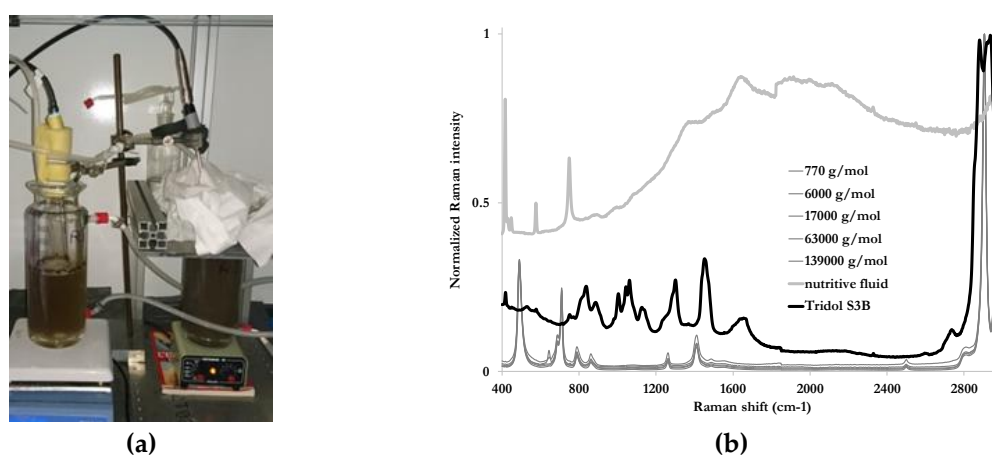 1
0.5
0
Normalized Raman intensity
770 g/mol
6000 g/mol
17000 g/mol
63000 g/mol
139000 g/mol
nutritive fluid
Tridol S3B
400 800 1200 1600 2000 2400 2800
Raman shift (cm-1)
(a)
(b)